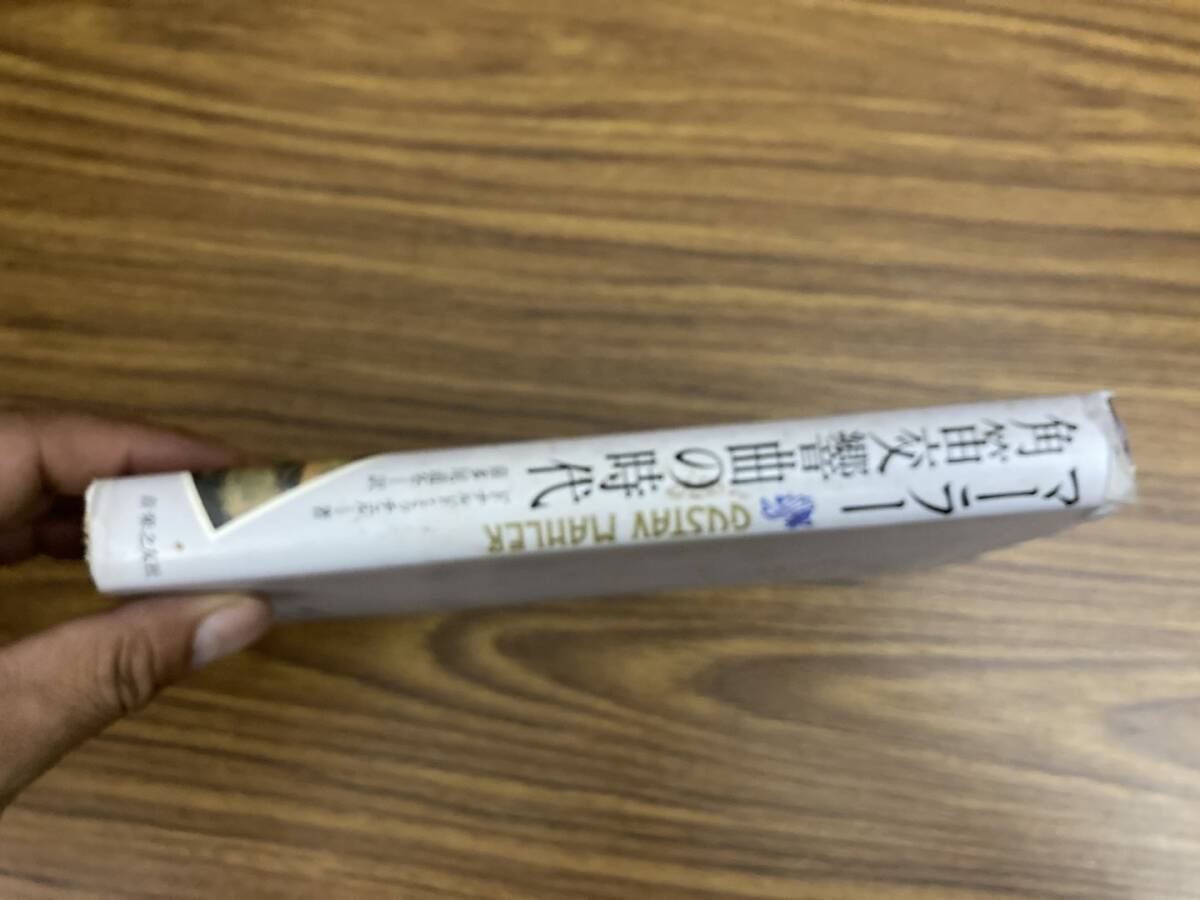 マーラー
角笛交響曲の時代
GUSTAV MAHLER
ドナルド・ミッチェル―著
喜多尾道冬―訳
音楽之友社